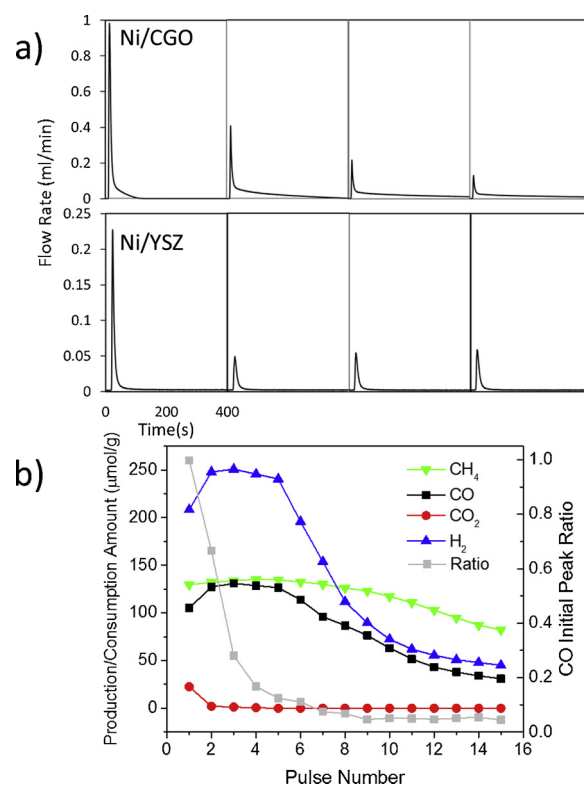 a)
Ni/CGO
1
0.8
0.6
0.4
0.2
0
Flow Rate (ml/min)
Ni/YSZ
0.25
0.2
0.15
0.1
0.05
0
0 200 400
Time(s)
b)
Production/Consumption Amount (μmol/g)
250
200
150
100
50
0
CH4
CO
CO2
H2
Ratio
1.0
0.8
0.6
0.4
0.2
0.0
CO Initial Peak Ratio
0 2 4 6 8 10 12 14 16
Pulse Number